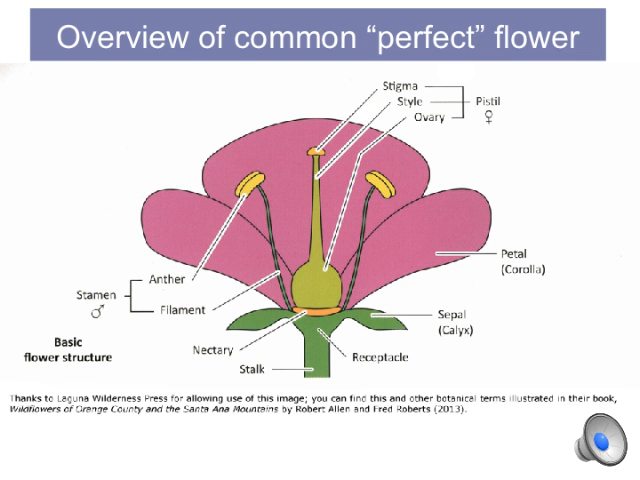 Overview of common “perfect” flower
Stigma
Style
Pistil
Ovary
♀
Petal
(Corolla)
Anther
Stamen
♂
Filament
Sepal
(Calyx)
Basic
flower structure
Nectary
Receptacle
Stalk
Thanks to Laguna Wilderness Press for allowing use of this image; you can find this and other botanical terms illustrated in their book,
Wildflowers of Orange County and the Santa Ana Mountains by Robert Allen and Fred Roberts (2013).